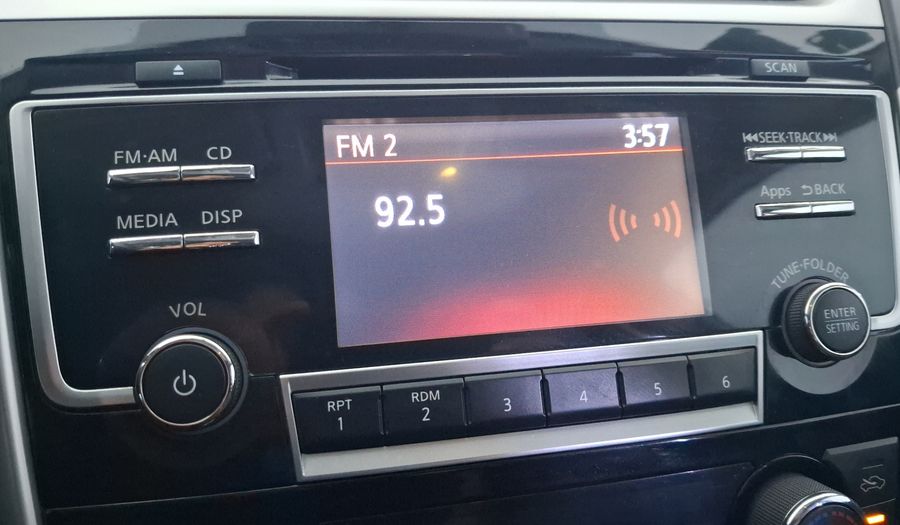 SCAN
FM·AM CD
MEDIA DISP
VOL
FM 2 3:57
92.5
SEEK·TRACK
Apps BACK
TUNE·FOLDER
ENTER
SETTING
RPT RDM
1 2 3 4 5 6